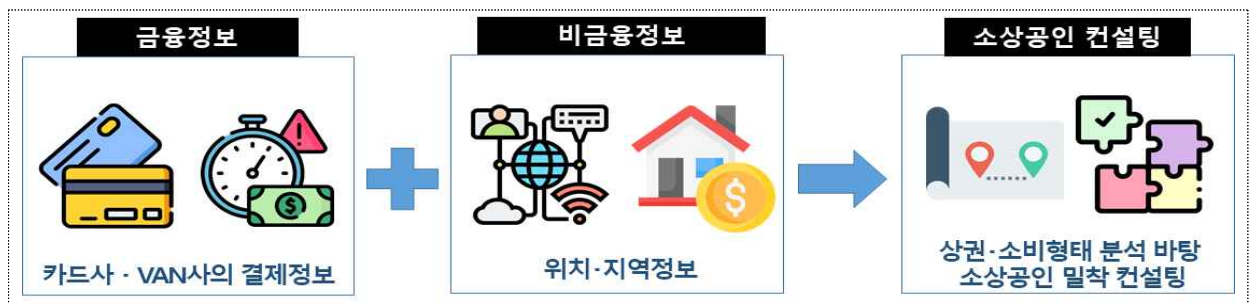 금융정보
카드사 · VAN사의 결제정보
비금융정보
위치·지역정보
소상공인 컨설팅
상권·소비형태 분석 바탕
소상공인 밀착 컨설팅